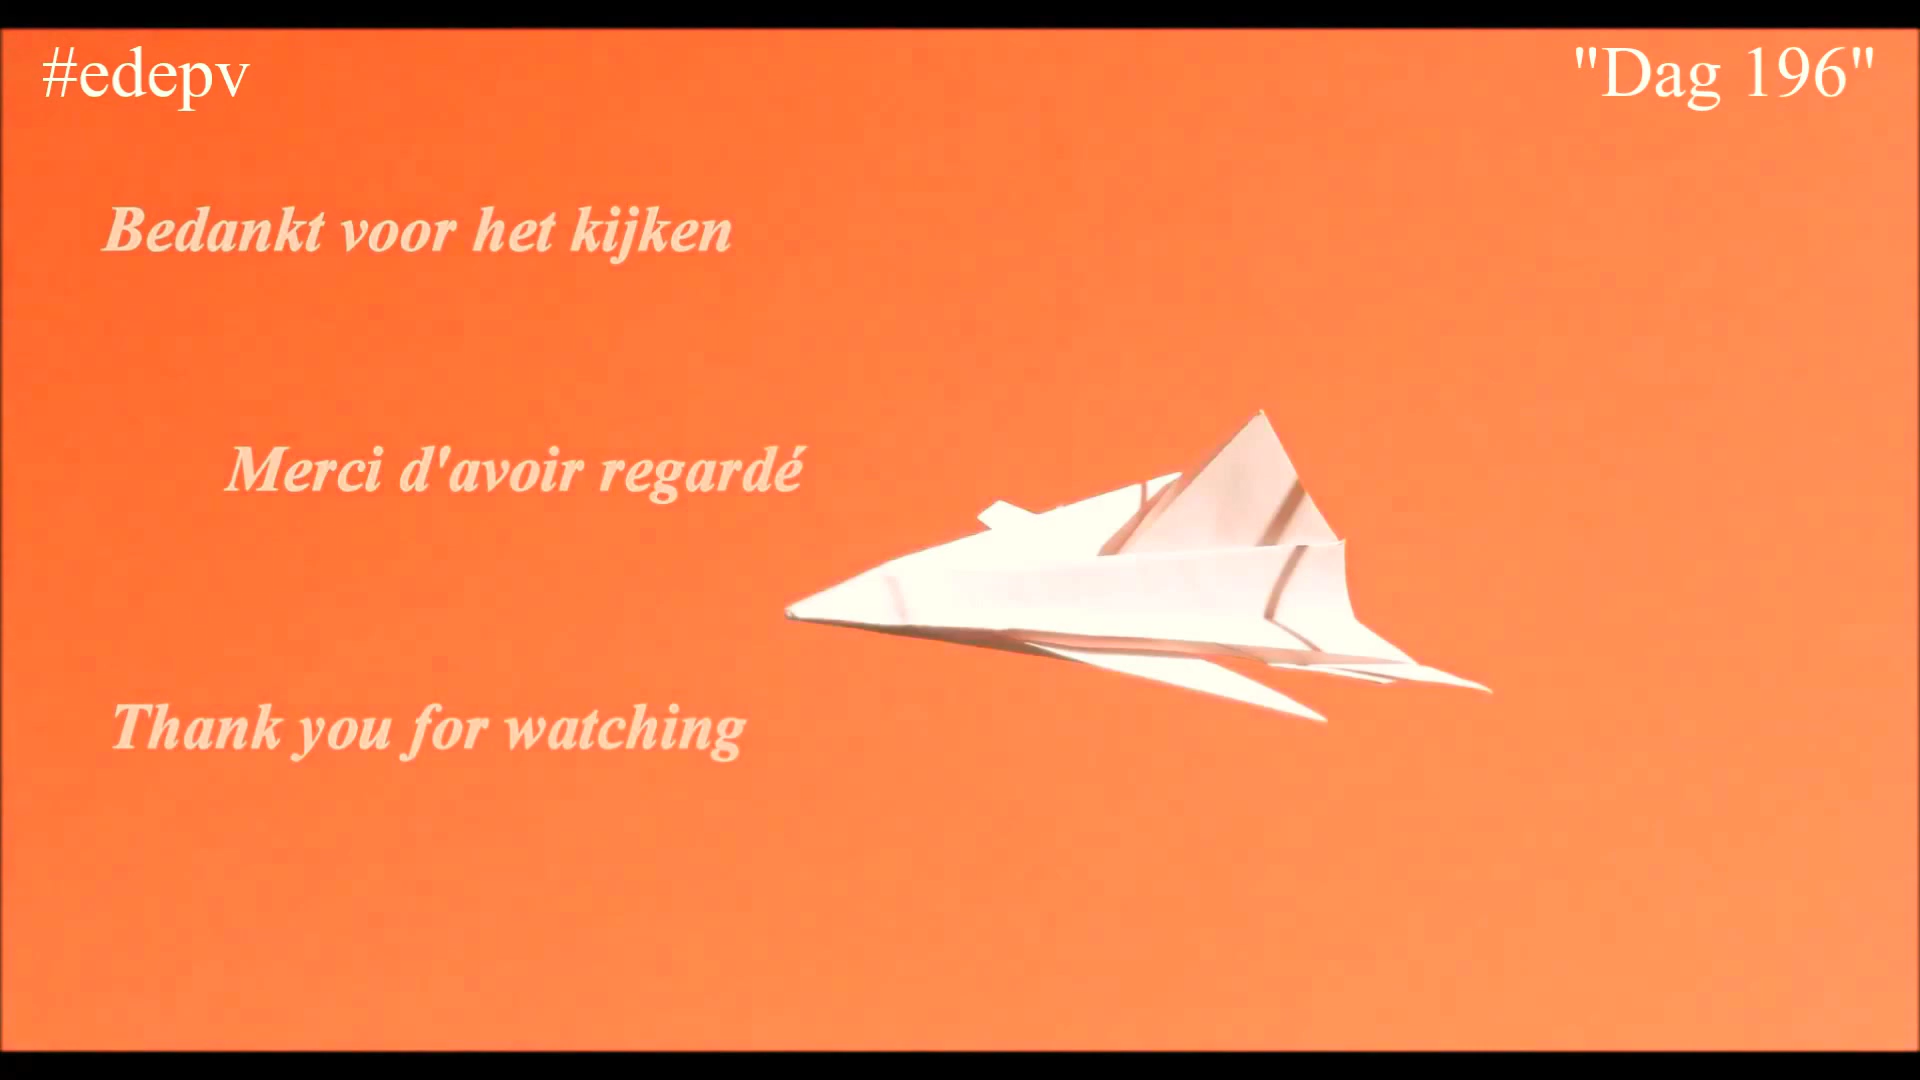 #edepv
"Dag 196"
Bedankt voor het kijken
Merci d'avoir regardé
Thank you for watching